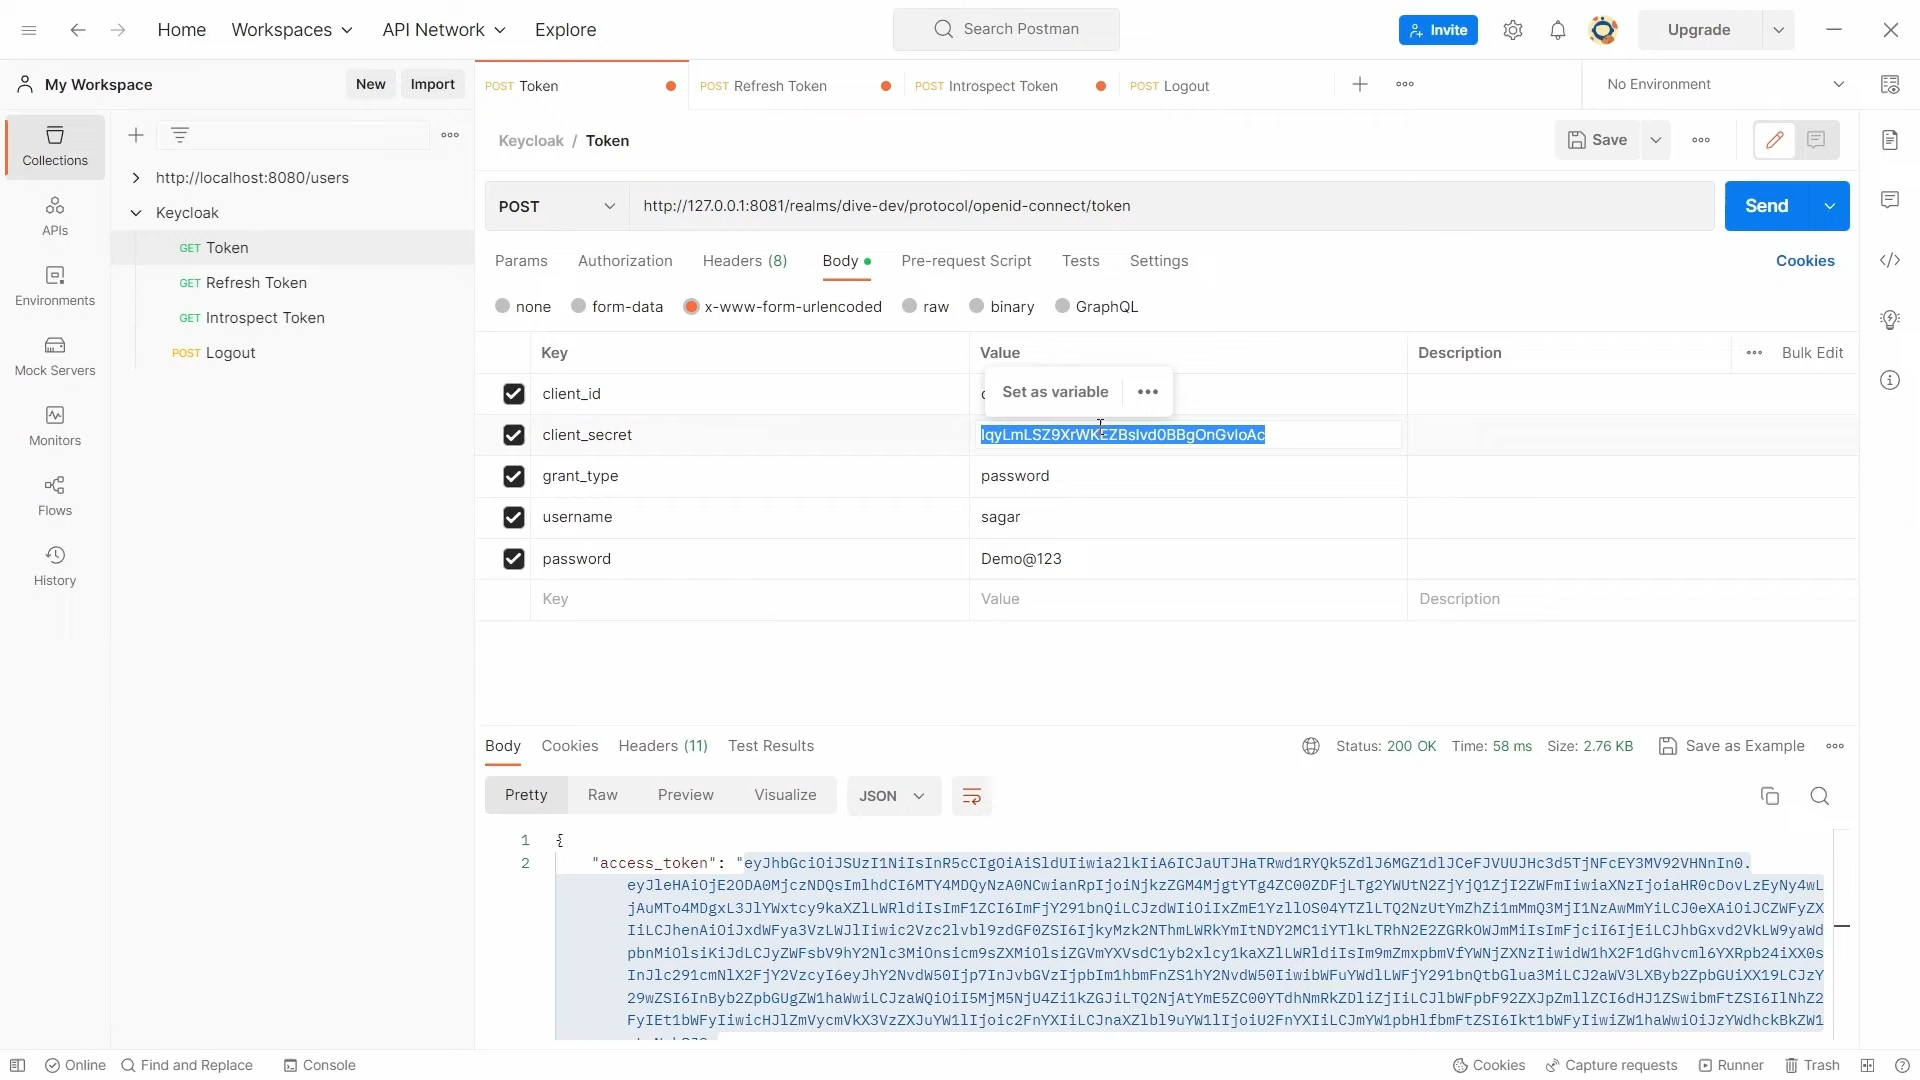 Home
Workspaces
API Network
Explore
Search Postman
Invite
Upgrade
My Workspace
New
Import
POST Token
POST Refresh Token
POST Introspect Token
POST Logout
No Environment
Collections
APIs
Environments
Mock Servers
Monitors
Flows
History
http://localhost:8080/users
Keycloak
GET Token
GET Refresh Token
GET Introspect Token
POST Logout
Keycloak / Token
Save
POST
http://127.0.0.1:8081/realms/dive-dev/protocol/openid-connect/token
Send
Params
Authorization
Headers (8)
Body
Pre-request Script
Tests
Settings
Cookies
none
form-data
x-www-form-urlencoded
raw
binary
GraphQL
Key
Value
Description
Bulk Edit
client_id
Set as variable
client_secret
grant_type
password
username
sagar
password
Demo@123
Key
Value
Description
Body
Cookies
Headers (11)
Test Results
Status: 200 OK
Time: 58 ms
Size: 2.76 KB
Save as Example
Pretty
Raw
Preview
Visualize
JSON
1 {
2 "access_token": "
Online
Find and Replace
Console
Cookies
Capture requests
Runner
Trash